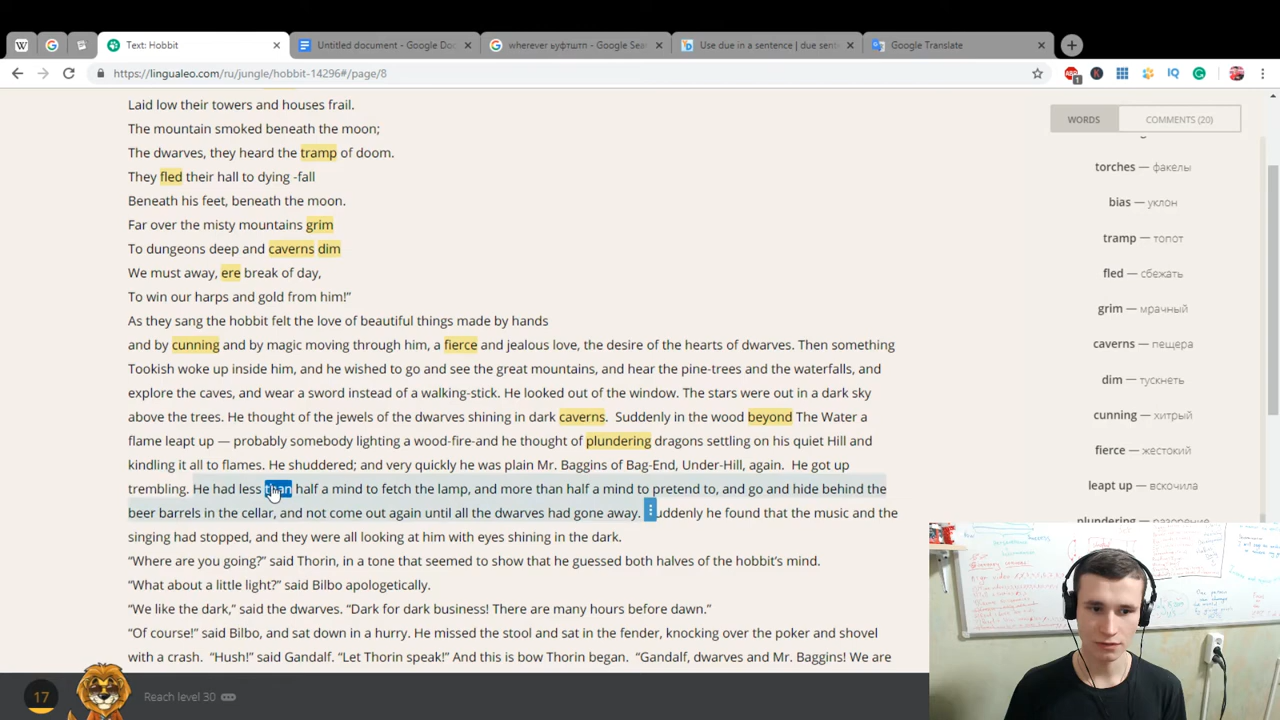 Text: Hobbit
Untitled document - Google Doc
wherever ьуфтштп - Google Sea
Use due in a sentence | due sent
Google Translate
https://lingualeo.com/ru/jungle/hobbit-14296#/page/8
Laid low their towers and houses frail.
The mountain smoked beneath the moon;
The dwarves, they heard the tramp of doom.
They fled their hall to dying -fall
Beneath his feet, beneath the moon.
Far over the misty mountains grim
To dungeons deep and caverns dim
We must away, ere break of day,
To win our harps and gold from him!”
As they sang the hobbit felt the love of beautiful things made by hands
and by cunning and by magic moving through him, a fierce and jealous love, the desire of the hearts of dwarves. Then something
Tookish woke up inside him, and he wished to go and see the great mountains, and hear the pine-trees and the waterfalls, and
explore the caves, and wear a sword instead of a walking-stick. He looked out of the window. The stars were out in a dark sky
above the trees. He thought of the jewels of the dwarves shining in dark caverns. Suddenly in the wood beyond The Water a
flame leapt up — probably somebody lighting a wood-fire-and he thought of plundering dragons settling on his quiet Hill and
kindling it all to flames. He shuddered; and very quickly he was plain Mr. Baggins of Bag-End, Under-Hill, again. He got up
trembling. He had less than half a mind to fetch the lamp, and more than half a mind to pretend to, and go and hide behind the
beer barrels in the cellar, and not come out again until all the dwarves had gone away. uddenly he found that the music and the
singing had stopped, and they were all looking at him with eyes shining in the dark.
“Where are you going?” said Thorin, in a tone that seemed to show that he guessed both halves of the hobbit’s mind.
“What about a little light?” said Bilbo apologetically.
“We like the dark,” said the dwarves. “Dark for dark business! There are many hours before dawn.”
“Of course!” said Bilbo, and sat down in a hurry. He missed the stool and sat in the fender, knocking over the poker and shovel
with a crash. “Hush!” said Gandalf. “Let Thorin speak!” And this is bow Thorin began. “Gandalf, dwarves and Mr. Baggins! We are
WORDS
COMMENTS (20)
torches — факелы
bias — уклон
tramp — топот
fled — сбежать
grim — мрачный
caverns — пещера
dim — тускнеть
cunning — хитрый
fierce — жестокий
leapt up — вскочила
plundering — разорение
17
Reach level 30